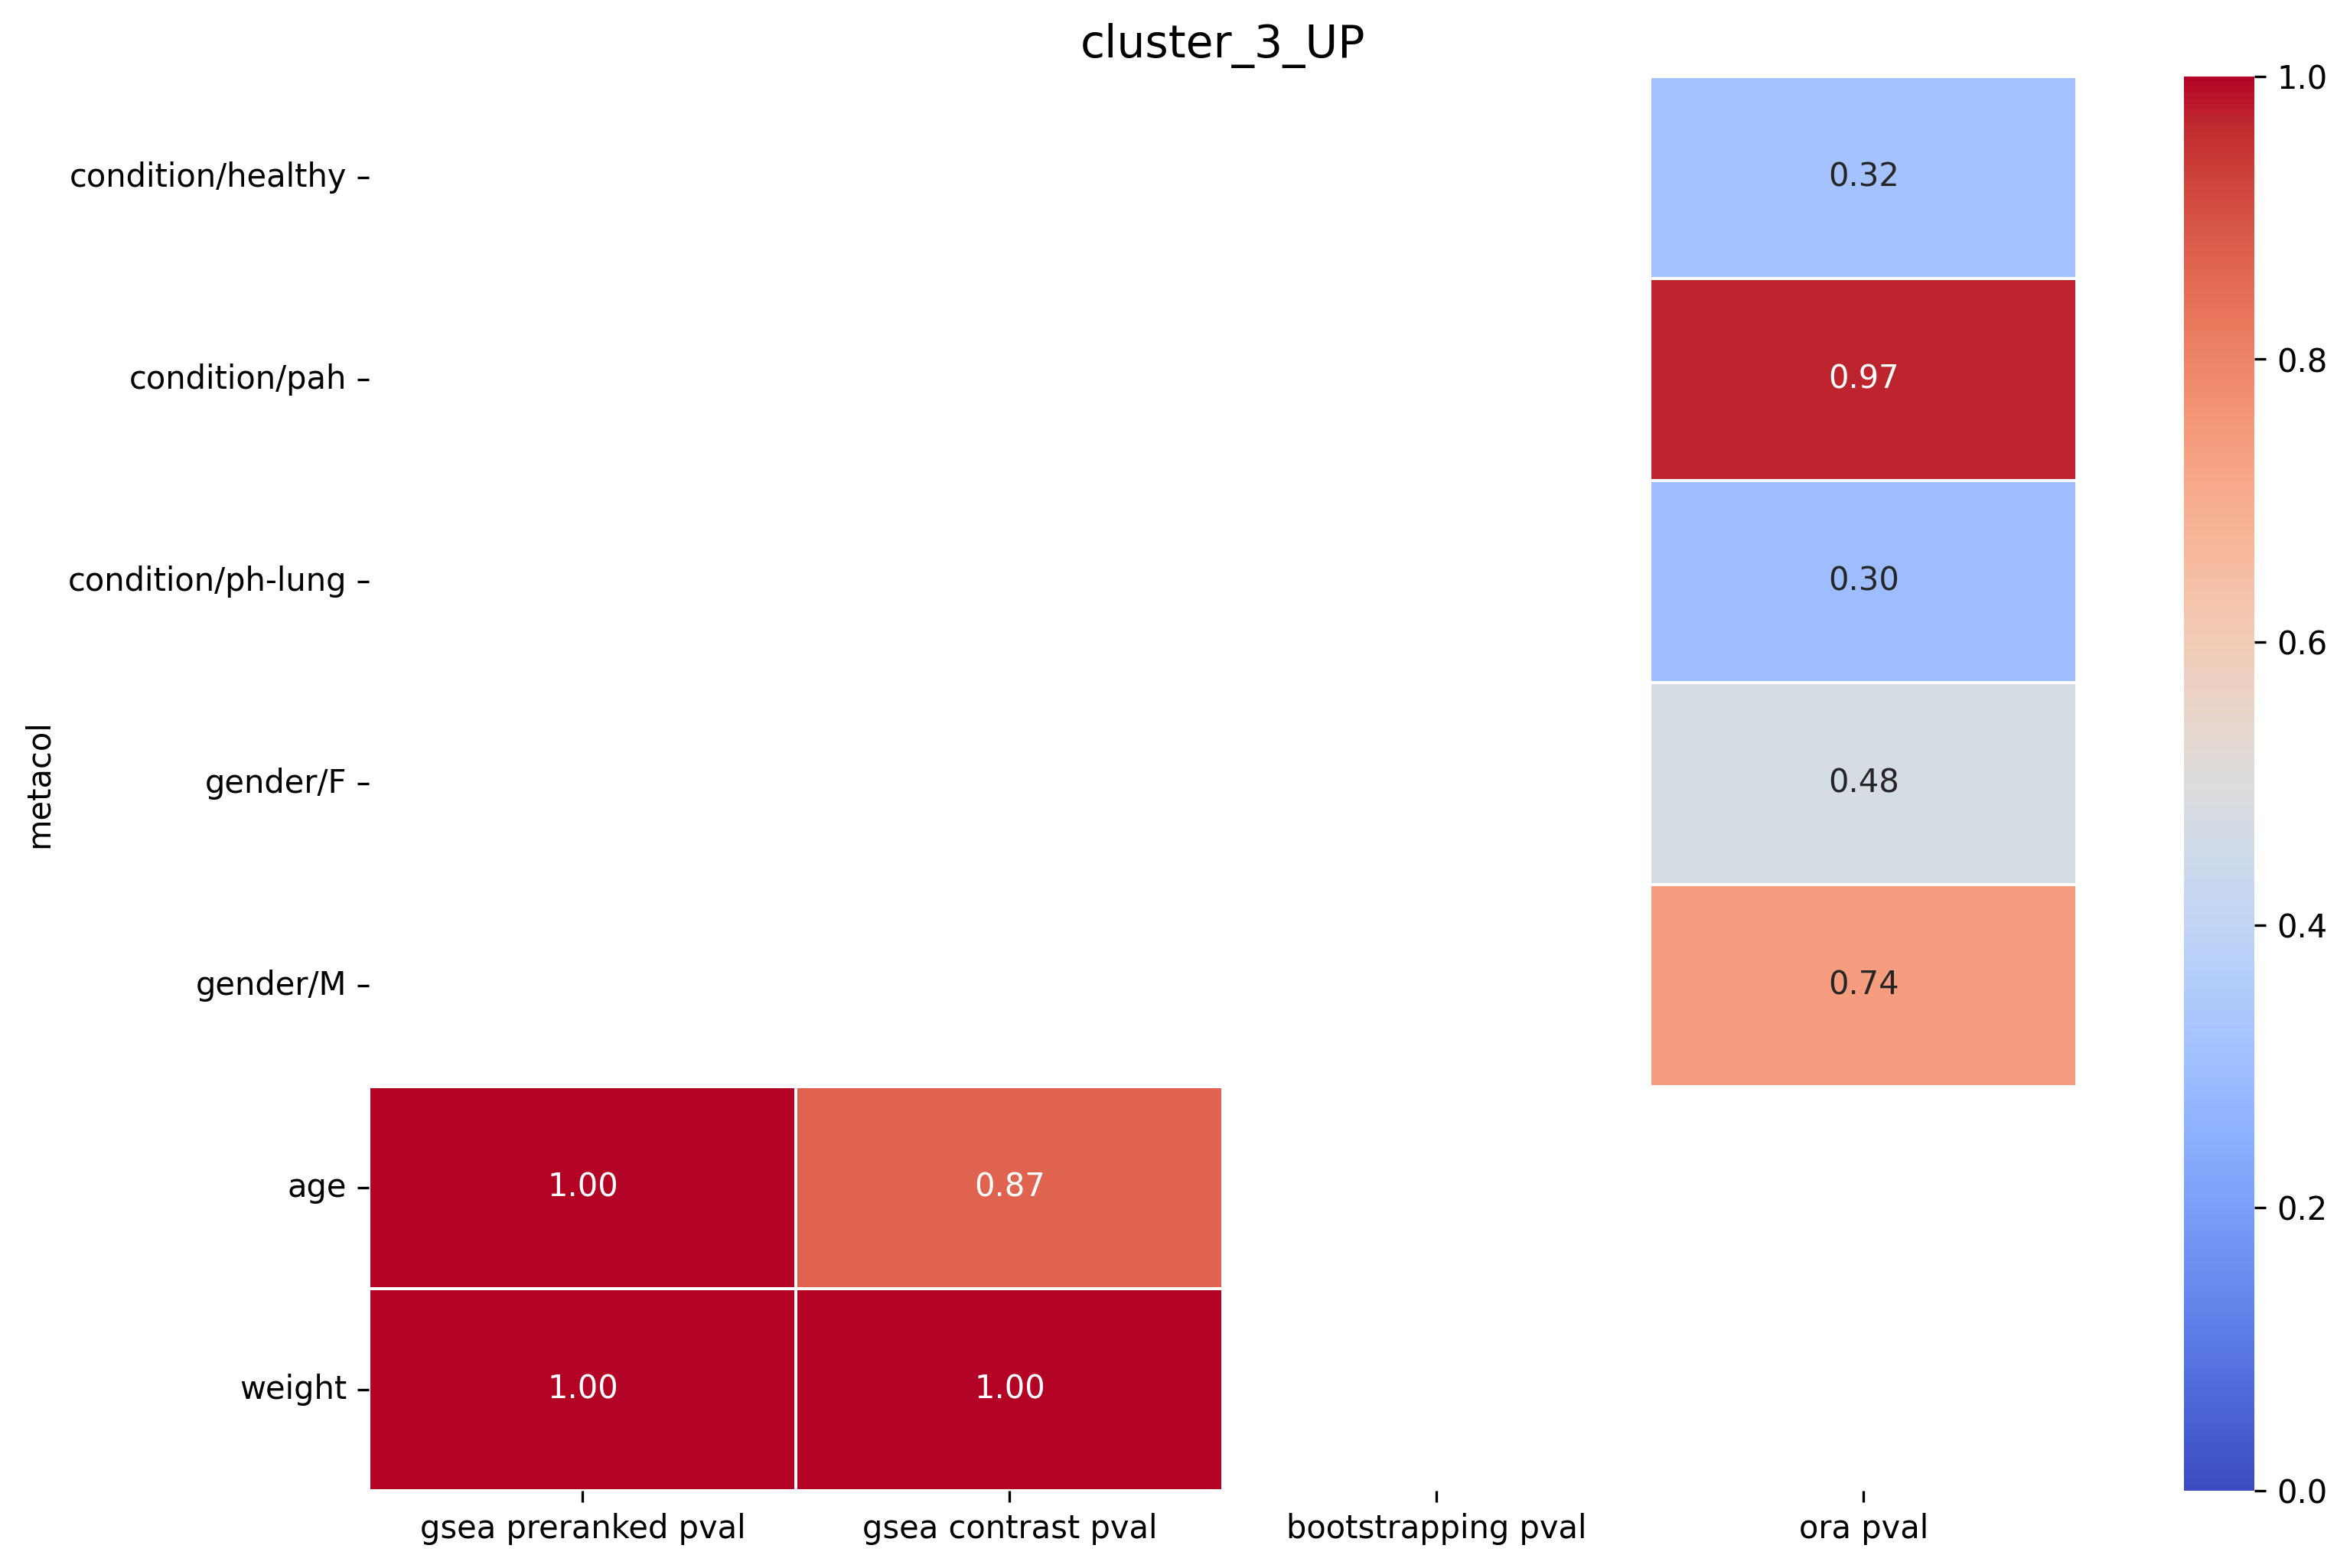 cluster_3_UP
condition/healthy
0.32
condition/pah
0.97
condition/ph-lung
0.30
metacol
gender/F
0.48
gender/M
0.74
age
1.00
0.87
weight
1.00
1.00
gsea preranked pval
gsea contrast pval
bootstrapping pval
ora pval
1.0
0.8
0.6
0.4
0.2
0.0